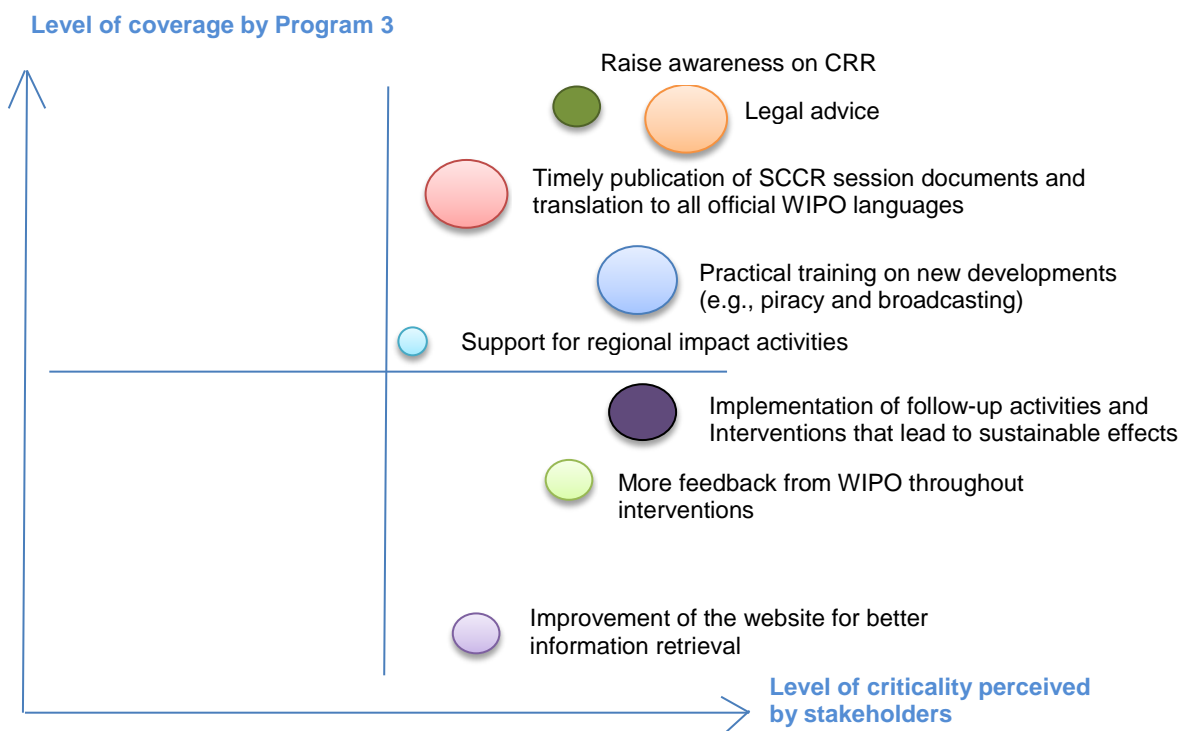 Level of coverage by Program 3
Raise awareness on CRR
Legal advice
Timely publication of SCCR session documents and
translation to all official WIPO languages
Practical training on new developments
(e.g., piracy and broadcasting)
Support for regional impact activities
Implementation of follow-up activities and
Interventions that lead to sustainable effects
More feedback from WIPO throughout
interventions
Improvement of the website for better
information retrieval
Level of criticality perceived
by stakeholders